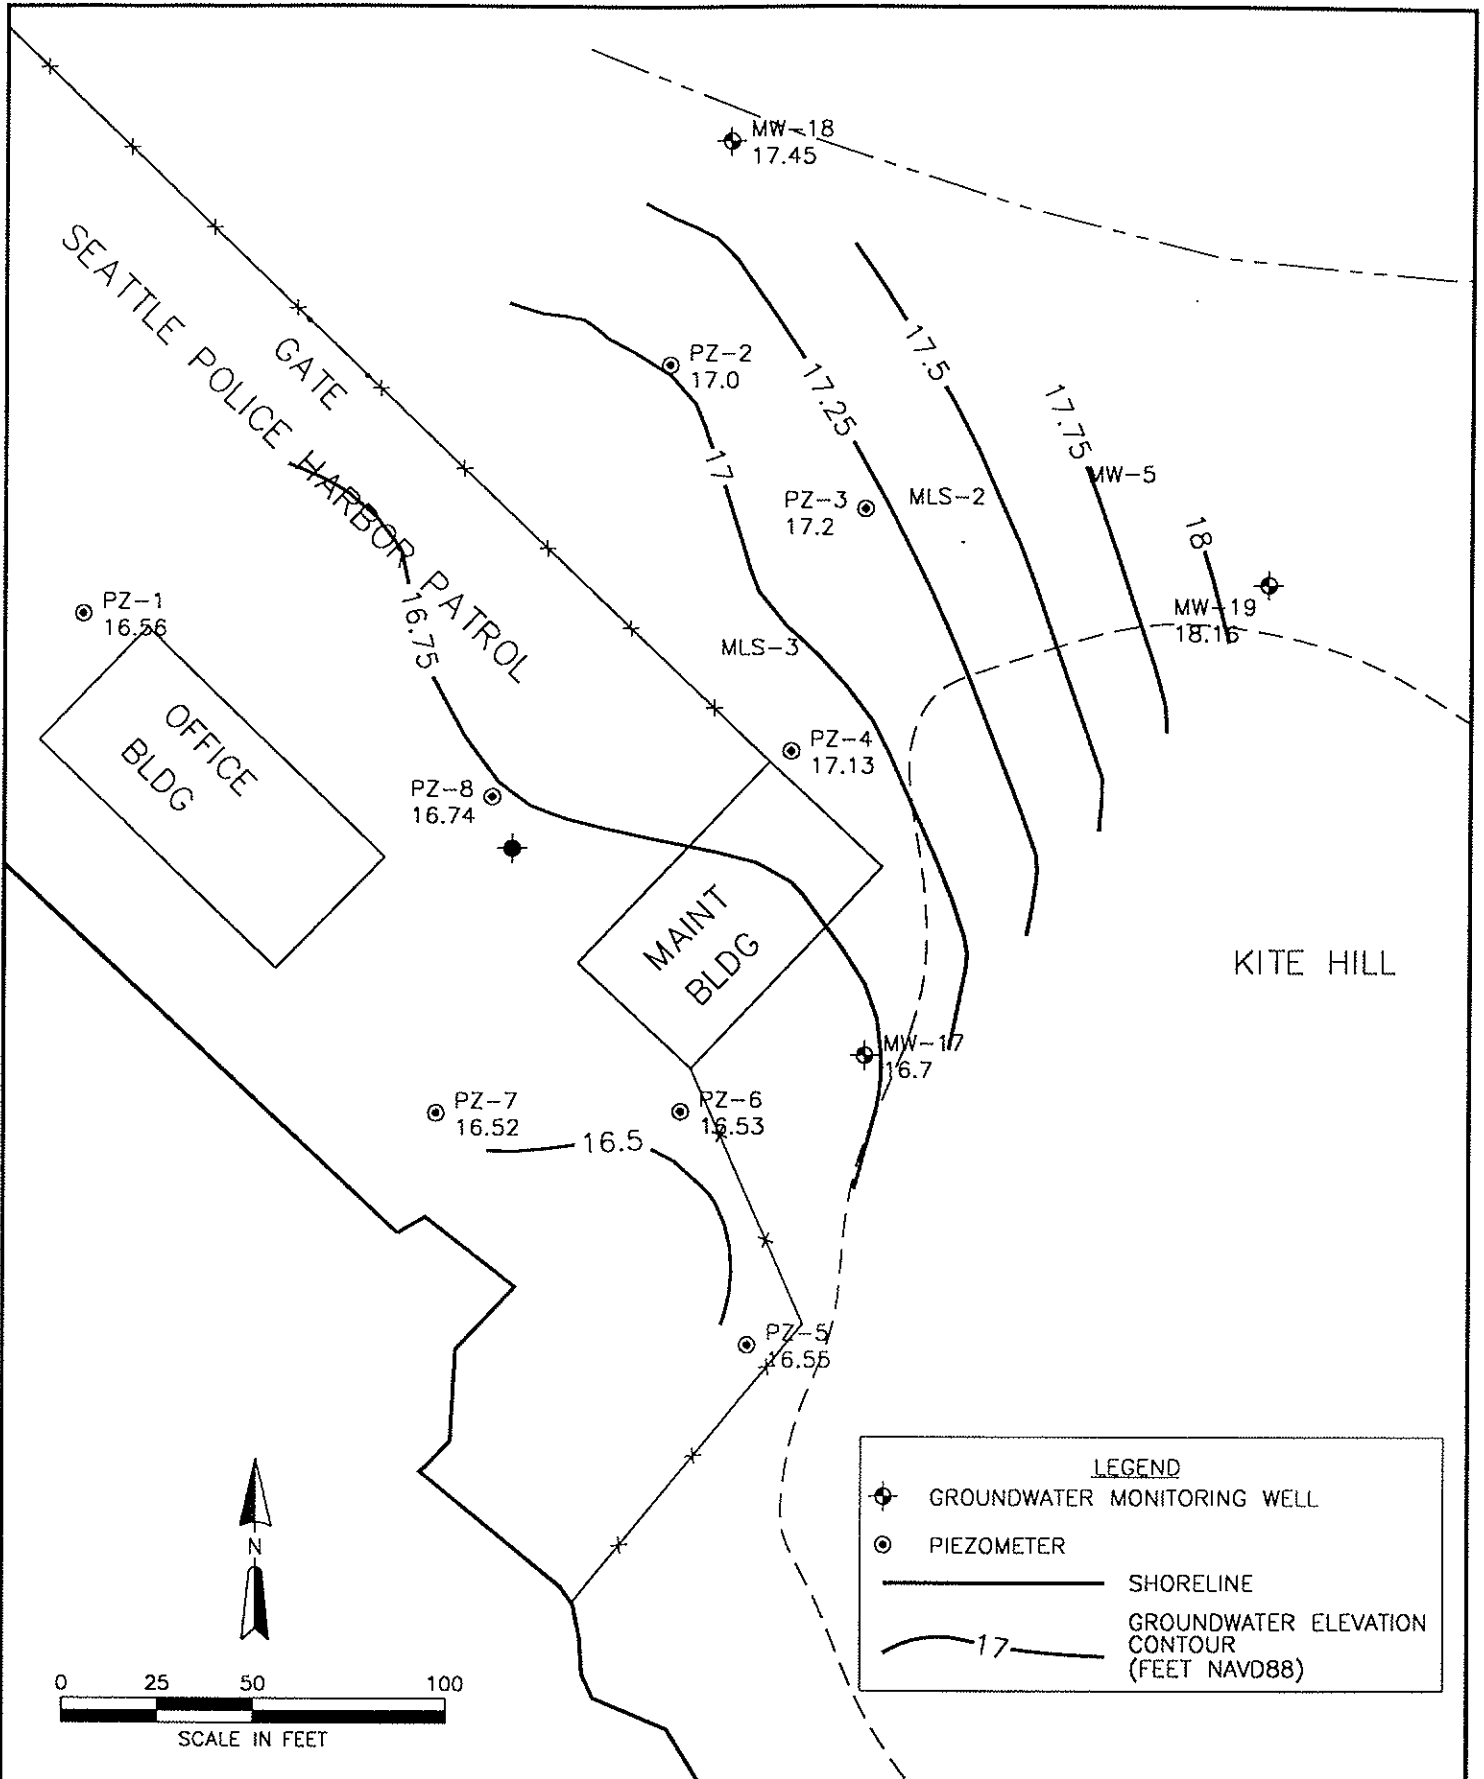 MW-18
17.45
SEATTLE POLICE HARBOR PATROL
GATE
PZ-2
17.0
17.5
17.25
17.75
17
MW-5
PZ-3
17.2
MLS-2
18
PZ-1
16.56
MW-19
18.16
16.75
MLS-3
OFFICE
BLDG
PZ-4
17.13
PZ-8
16.74
MAINT
BLDG
KITE HILL
MW-17
16.7
PZ-7
16.52
PZ-6
16.53
16.5
PZ-5
16.55
LEGEND
GROUNDWATER MONITORING WELL
PIEZOMETER
SHORELINE
17
GROUNDWATER ELEVATION
CONTOUR
(FEET NAVD88)
N
0 25 50 100
SCALE IN FEET